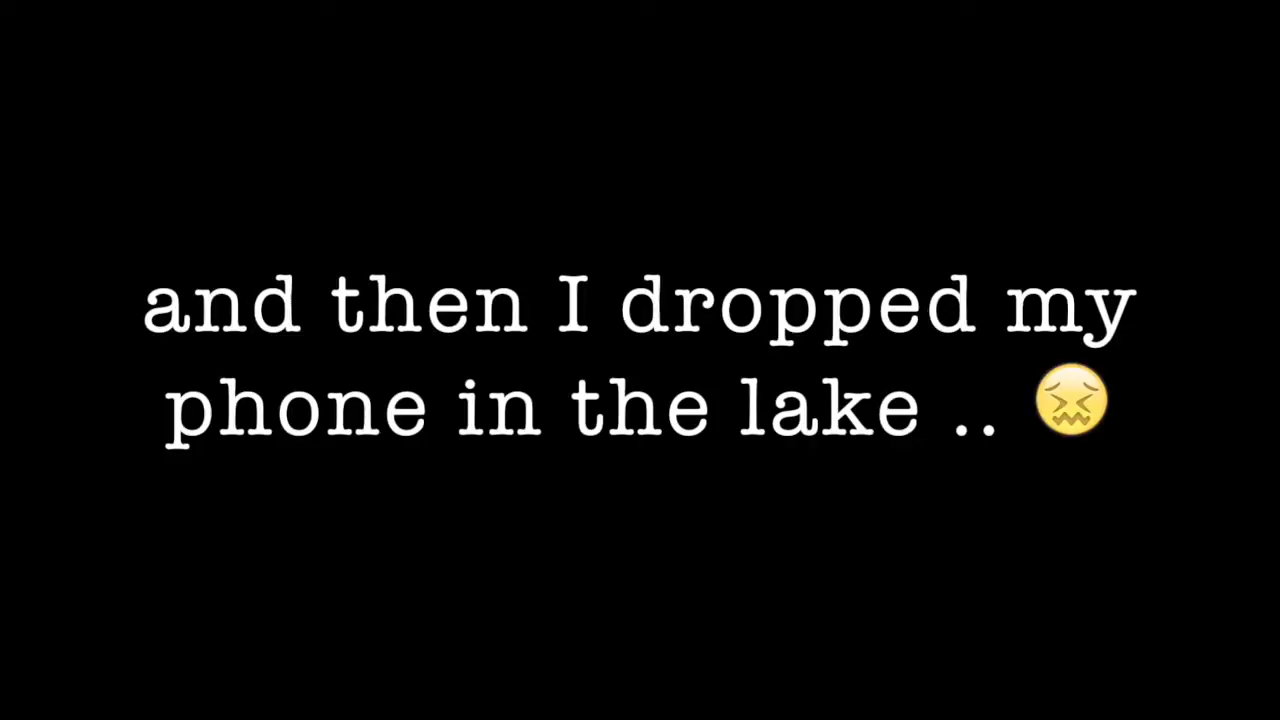 and then I dropped my
phone in the lake .. 😖